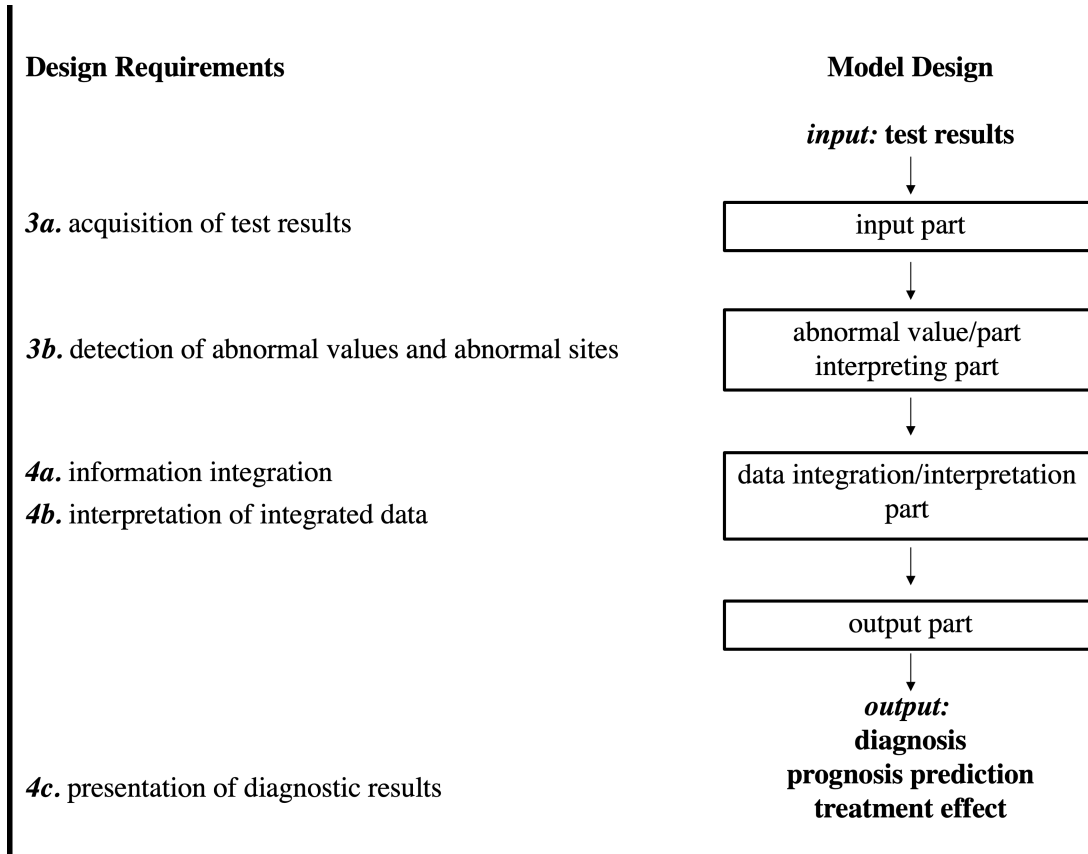 Design Requirements
Model Design
input: test results
3a. acquisition of test results
input part
3b. detection of abnormal values and abnormal sites
abnormal value/part
interpreting part
4a. information integration
4b. interpretation of integrated data
data integration/interpretation
part
output part
output:
diagnosis
prognosis prediction
treatment effect
4c. presentation of diagnostic results